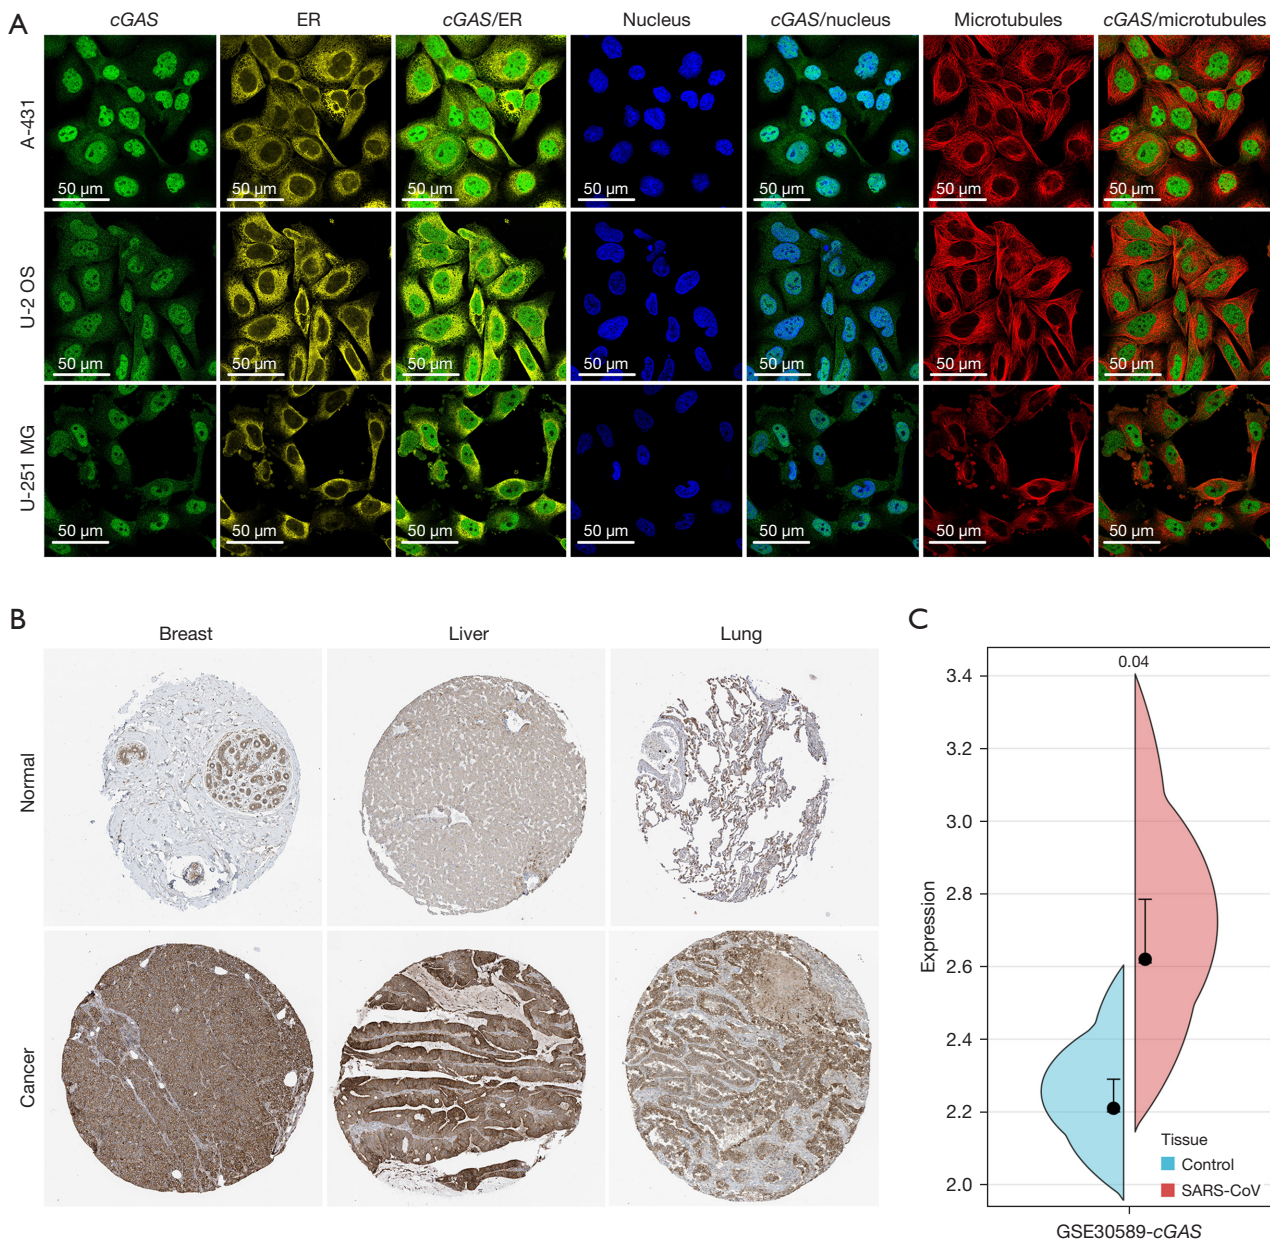 A
cGAS
ER
cGAS/ER
Nucleus
cGAS/nucleus
Microtubules
cGAS/microtubules
A-431
50 µm
50 µm
50 µm
50 µm
50 µm
50 µm
50 µm
U-2 OS
50 µm
50 µm
50 µm
50 µm
50 µm
50 µm
50 µm
U-251 MG
50 µm
50 µm
50 µm
50 µm
50 µm
50 µm
50 µm
B
Breast
Liver
Lung
Normal
Cancer
C
0.04
3.4
3.2
3.0
2.8
2.6
2.4
2.2
2.0
Expression
Tissue
Control
SARS-CoV
GSE30589-cGAS